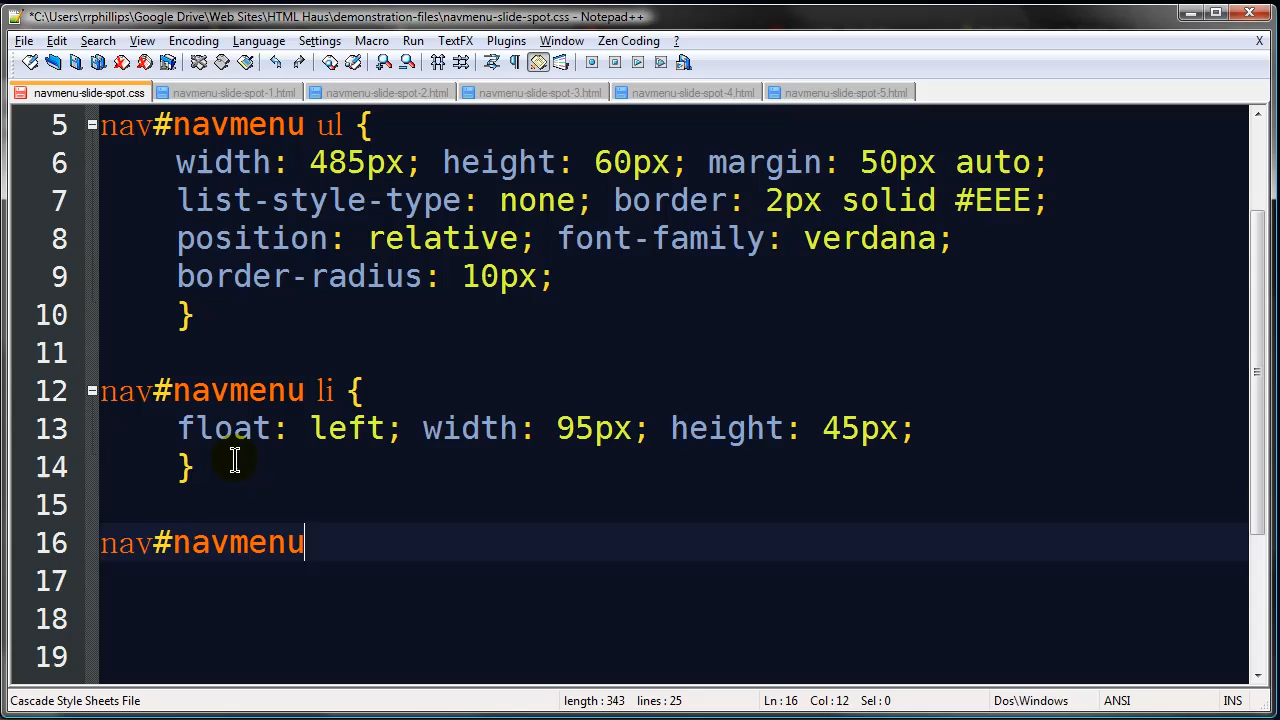 *C:\Users\rrphillips\Google Drive\Web Sites\HTML Haus\demonstration-files\navmenu-slide-spot.css - Notepad++
File Edit Search View Encoding Language Settings Macro Run TextFX Plugins Window Zen Coding ? X
navmenu-slide-spot.css navmenu-slide-spot-1.html navmenu-slide-spot-2.html navmenu-slide-spot-3.html navmenu-slide-spot-4.html navmenu-slide-spot-5.html
5 nav#navmenu ul {
6 width: 485px; height: 60px; margin: 50px auto;
7 list-style-type: none; border: 2px solid #EEE;
8 position: relative; font-family: verdana;
9 border-radius: 10px;
10 }
11
12 nav#navmenu li {
13 float: left; width: 95px; height: 45px;
14 }
15
16 nav#navmenu
17
18
19
Cascade Style Sheets File length : 343 lines : 25 Ln : 16 Col : 12 Sel : 0 Dos\Windows ANSI INS